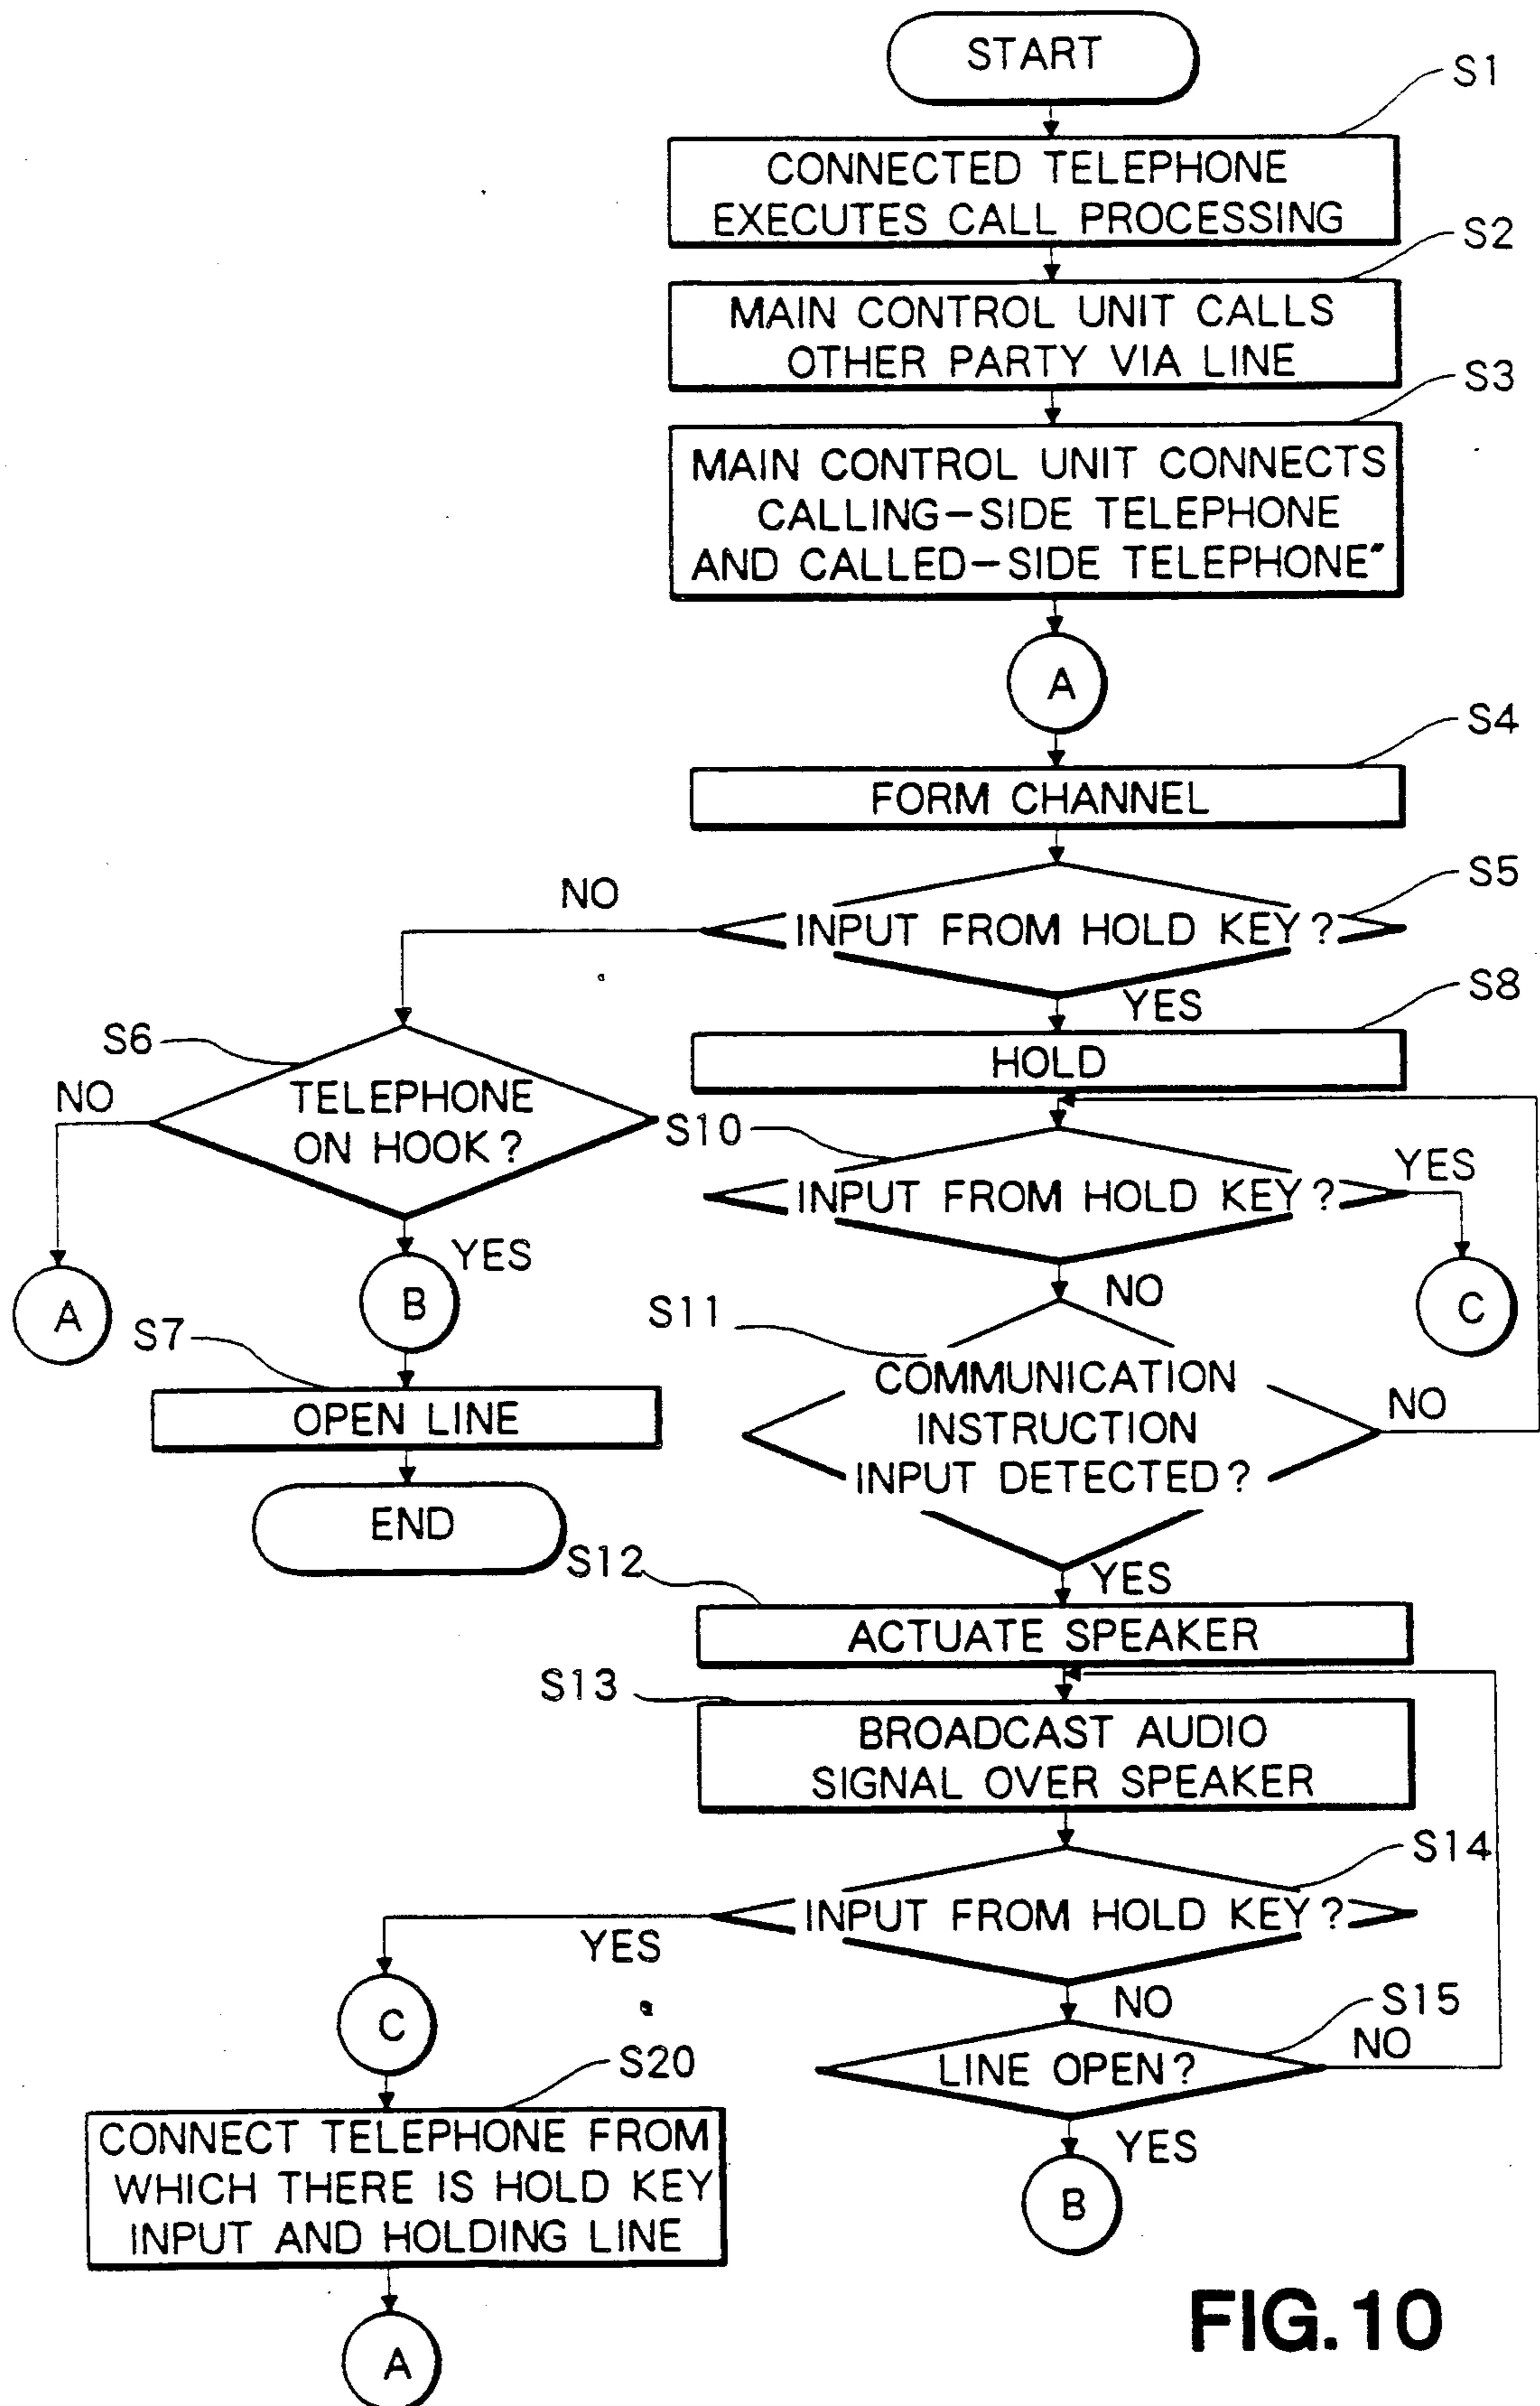 START
S1
CONNECTED TELEPHONE
EXECUTES CALL PROCESSING
S2
MAIN CONTROL UNIT CALLS
OTHER PARTY VIA LINE
S3
MAIN CONTROL UNIT CONNECTS
CALLING-SIDE TELEPHONE
AND CALLED-SIDE TELEPHONE"
A
S4
FORM CHANNEL
S5
NO
INPUT FROM HOLD KEY?
YES
S8
HOLD
S6
NO
TELEPHONE
ON HOOK?
YES
A
B
S7
OPEN LINE
END
S10
YES
INPUT FROM HOLD KEY?
NO
C
S11
COMMUNICATION
INSTRUCTION
INPUT DETECTED?
NO
YES
S12
ACTUATE SPEAKER
S13
BROADCAST AUDIO
SIGNAL OVER SPEAKER
S14
INPUT FROM HOLD KEY?
YES
NO
S15
LINE OPEN?
NO
YES
B
C
S20
CONNECT TELEPHONE FROM
WHICH THERE IS HOLD KEY
INPUT AND HOLDING LINE
A
FIG.10